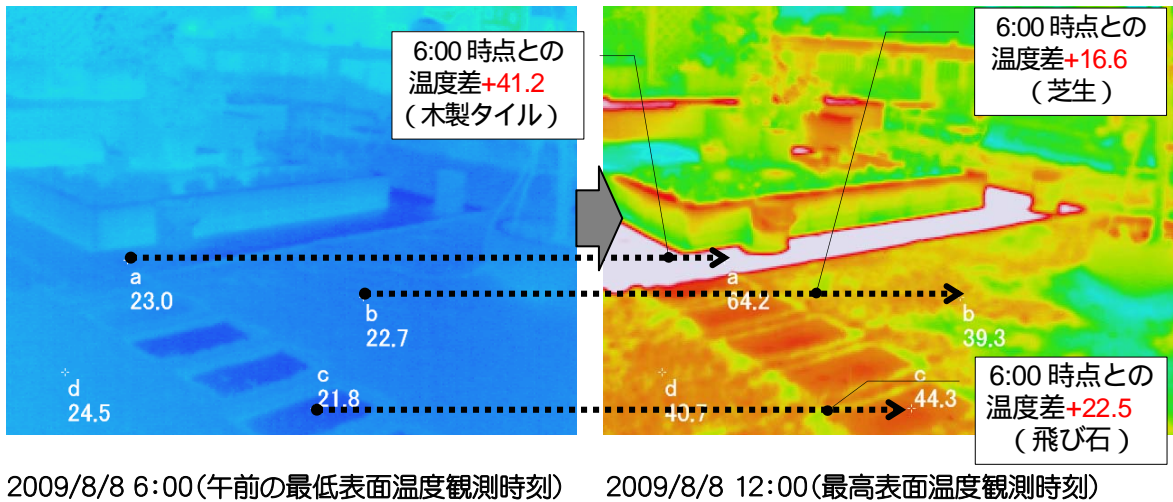 6:00 時点との
温度差+41.2
(木製タイル)
6:00 時点との
温度差+16.6
(芝生)
a
23.0
b
22.7
c
21.8
d
24.5
a
64.2
b
39.3
c
44.3
d
40.7
6:00 時点との
温度差+22.5
(飛び石)
2009/8/8 6:00(午前の最低表面温度観測時刻)
2009/8/8 12:00(最高表面温度観測時刻)